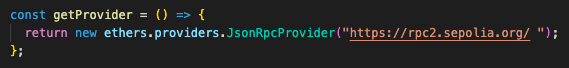 const getProvider = () => {
  return new ethers.providers.JsonRpcProvider("https://rpc2.sepolia.org/ ");
};